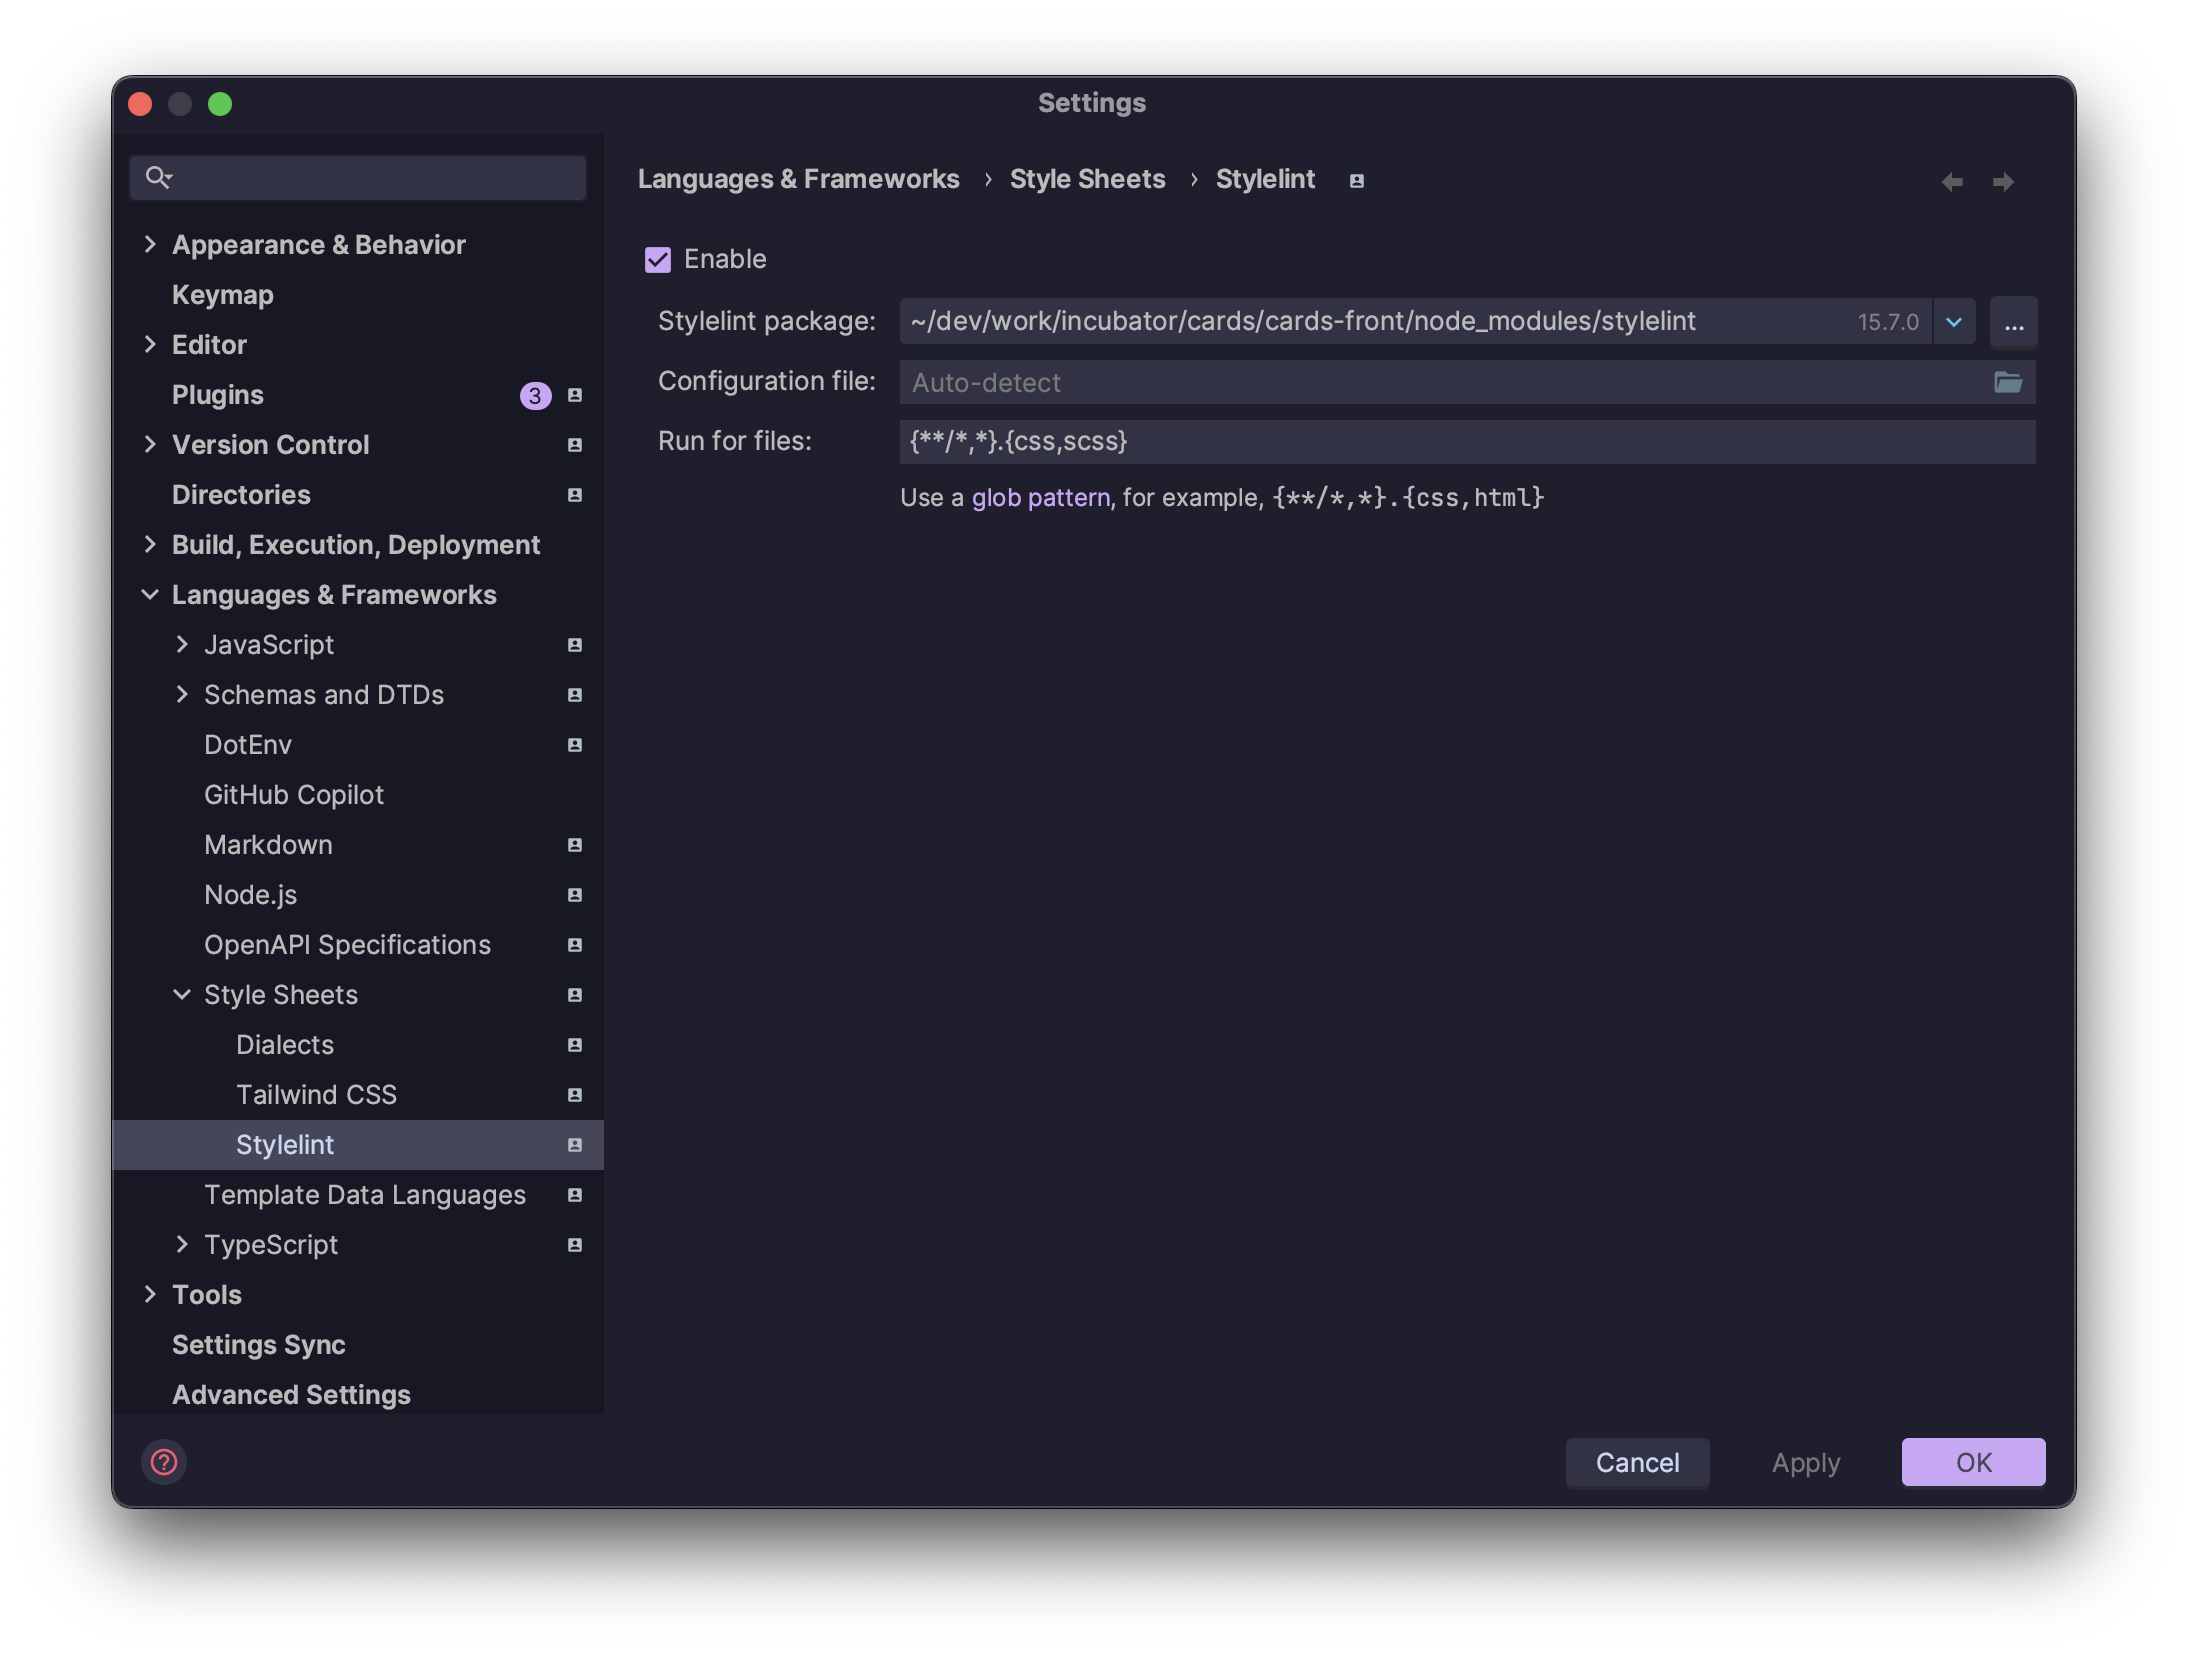 Settings
Languages & Frameworks › Style Sheets › Stylelint
Appearance & Behavior
Keymap
Editor
Plugins 3
Version Control
Directories
Build, Execution, Deployment
Languages & Frameworks
JavaScript
Schemas and DTDs
DotEnv
GitHub Copilot
Markdown
Node.js
OpenAPI Specifications
Style Sheets
Dialects
Tailwind CSS
Stylelint
Template Data Languages
TypeScript
Tools
Settings Sync
Advanced Settings
Enable
Stylelint package: ~/dev/work/incubator/cards/cards-front/node_modules/stylelint 15.7.0 ...
Configuration file: Auto-detect
Run for files: {**/*,*}.{css,scss}
Use a glob pattern, for example, {**/*,*}.{css,html}
?
Cancel Apply OK